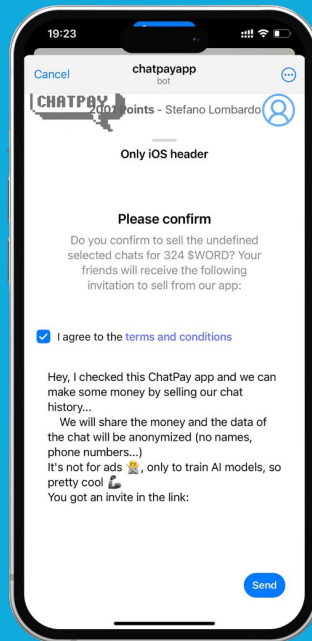 19:23
Cancel
chatpayapp
bot
CHATPAY
2001 Points - Stefano Lombardo
Only iOS header
Please confirm
Do you confirm to sell the undefined
selected chats for 324 $WORD? Your
friends will receive the following
invitation to sell from our app:
I agree to the terms and conditions
Hey, I checked this ChatPay app and we can
make some money by selling our chat
history...
We will share the money and the data of
the chat will be anonymized (no names,
phone numbers...)
It's not for ads 🙅, only to train AI models, so
pretty cool 🦾
You got an invite in the link:
Send